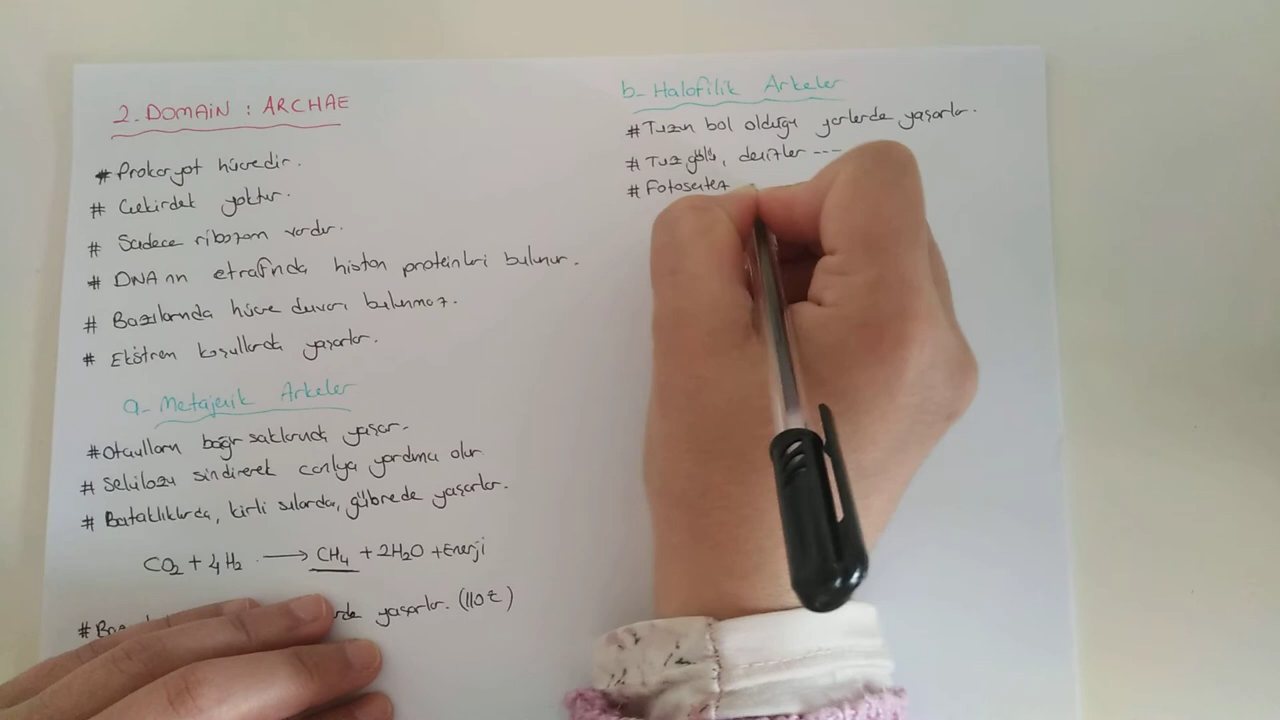 2. DOMAiN : ARCHAE
# Prokaryot hücredir.
# Çekirdek yoktur.
# Sadece ribozom vardır.
# DNA nın etrafında histon proteinleri bulunur.
# Bazılarında hücre duvarı bulunmaz.
# Ekstrem koşullarda yaşarlar.
a- Metajenik Arkeler
# Otçulların bağırsaklarında yaşar.
# Selülozu sindirerek canlıya yardımcı olur
# Bataklıklarda, kirli sularda, gübrede yaşarlar.
CO2 + 4H2 → CH4 + 2H2O + Enerji
yaşarlar.
b- Halofilik Arkeler
# Tuzun bol olduğu yerlerde yaşarlar.
# Tuz gölü, denizler ---
# Fotosentez